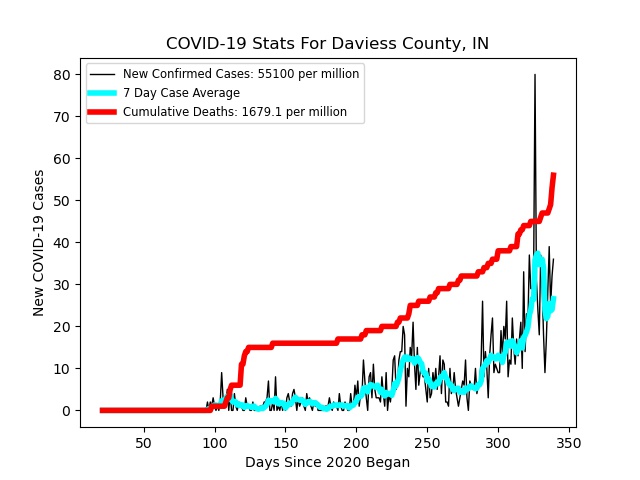 COVID-19 Stats For Daviess County, IN
New Confirmed Cases: 55100 per million
7 Day Case Average
Cumulative Deaths: 1679.1 per million
New COVID-19 Cases
80
70
60
50
40
30
20
10
0
50 100 150 200 250 300 350
Days Since 2020 Began